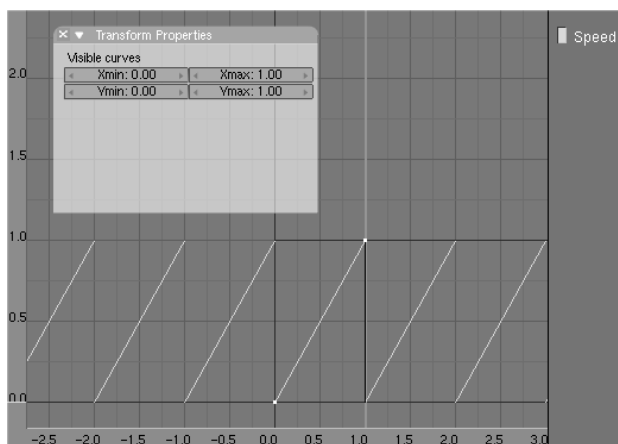 Transform Properties
Speed
Visible curves
Xmin: 0.00 Xmax: 1.00
Ymin: 0.00 Ymax: 1.00
2.0
1.5
1.0
0.5
0.0
-2.5 -2.0 -1.5 -1.0 -0.5 0.0 0.5 1.0 1.5 2.0 2.5 3.0